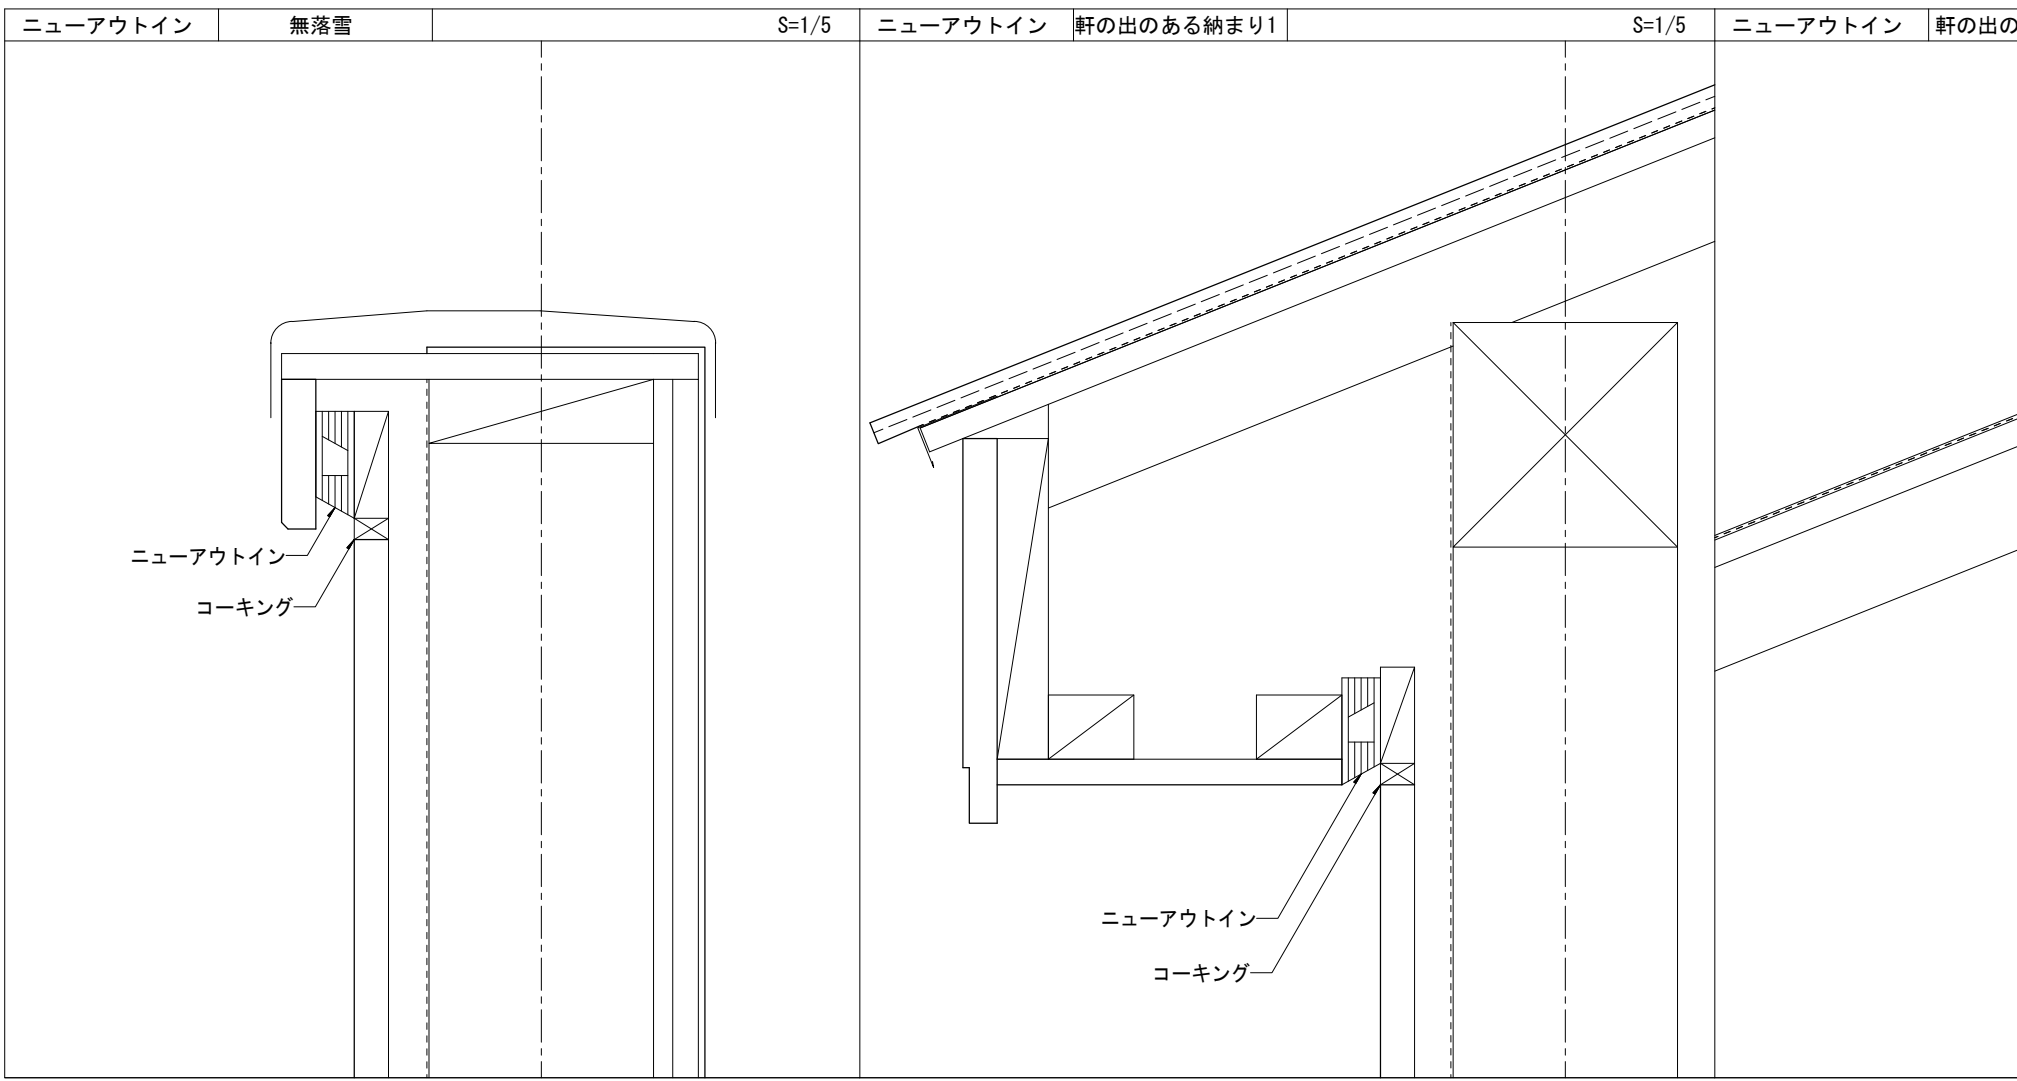 ニューアウトイン 無落雪 S=1/5
ニューアウトイン 軒の出のある納まり1 S=1/5
ニューアウトイン 軒の出の
ニューアウトイン
コーキング
ニューアウトイン
コーキング